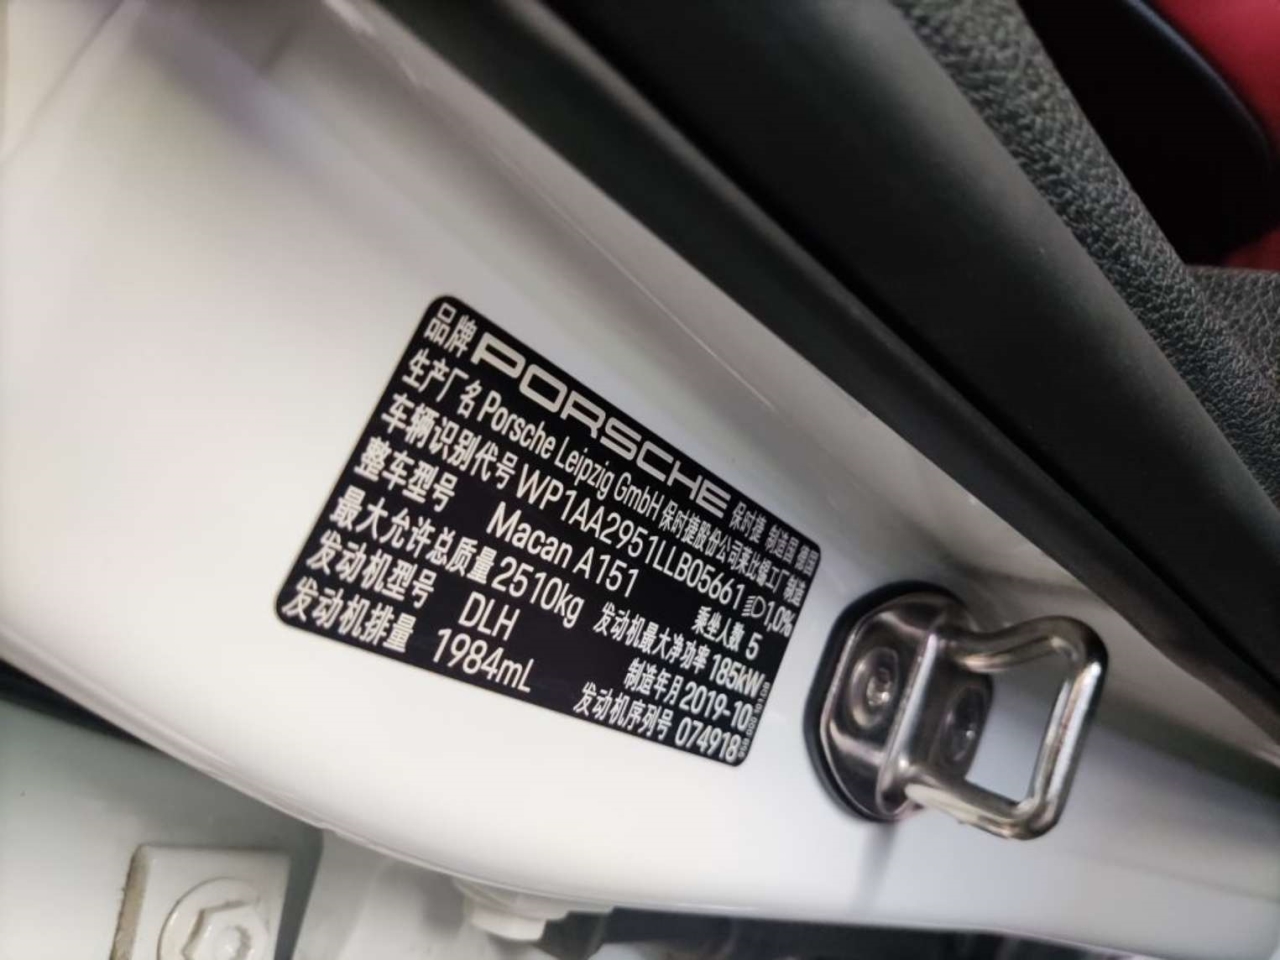 品牌 PORSCHE 保时捷 制造国 德国
生产厂名 Porsche Leipzig GmbH 保时捷股份公司莱比锡工厂制造
车辆识别代号 WP1AA2951LLB05661 1,0%
整车型号 Macan A151 乘坐人数 5
最大允许总质量 2510kg 发动机最大净功率 185kW
发动机型号 DLH 制造年月 2019-10
发动机排量 1984mL 发动机序列号 074918